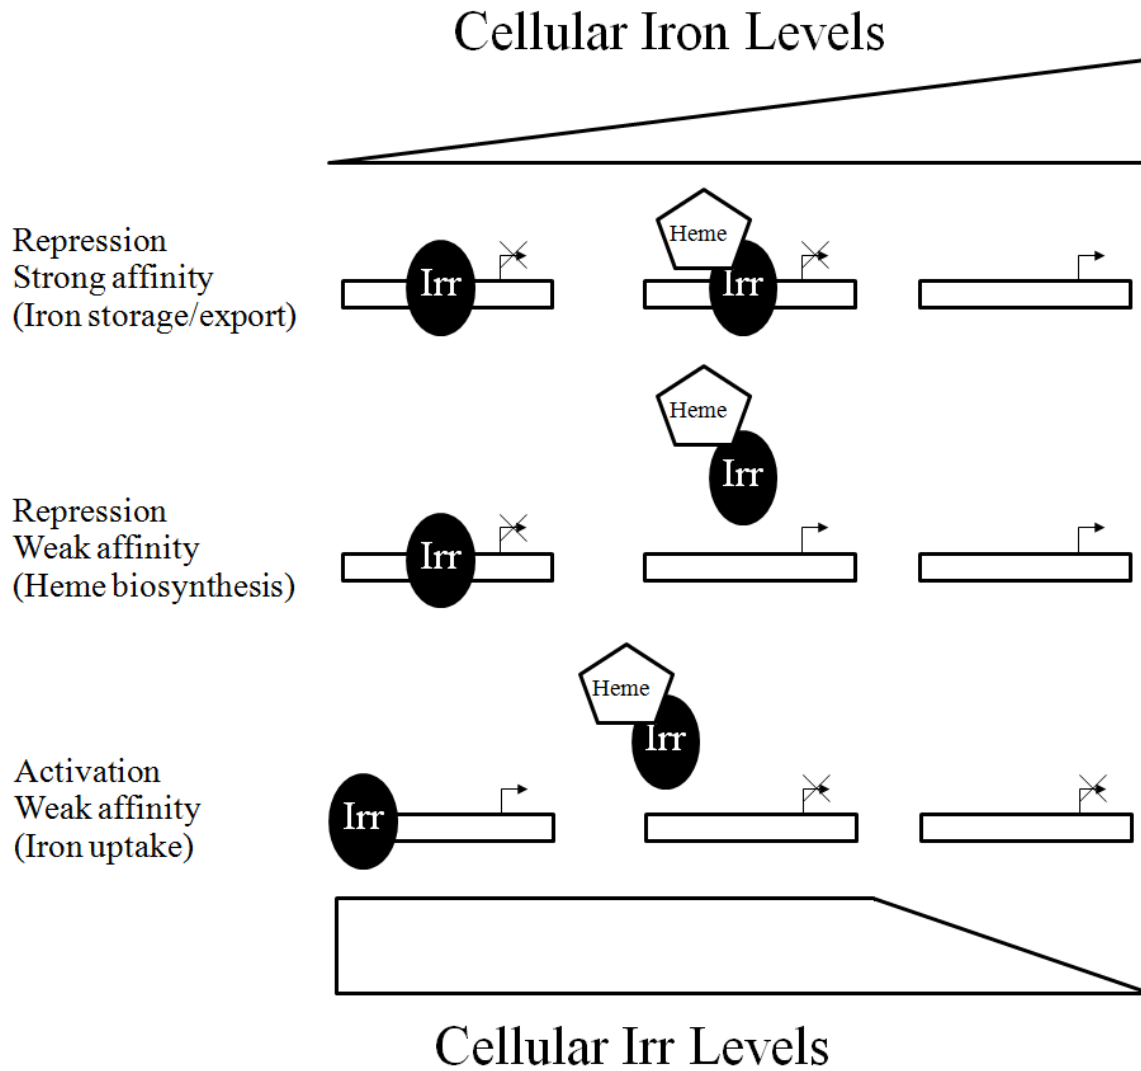 Cellular Iron Levels
Repression
Strong affinity
(Iron storage/export)
Irr
Heme
Irr
Repression
Weak affinity
(Heme biosynthesis)
Irr
Heme
Irr
Activation
Weak affinity
(Iron uptake)
Irr
Heme
Irr
Cellular Irr Levels